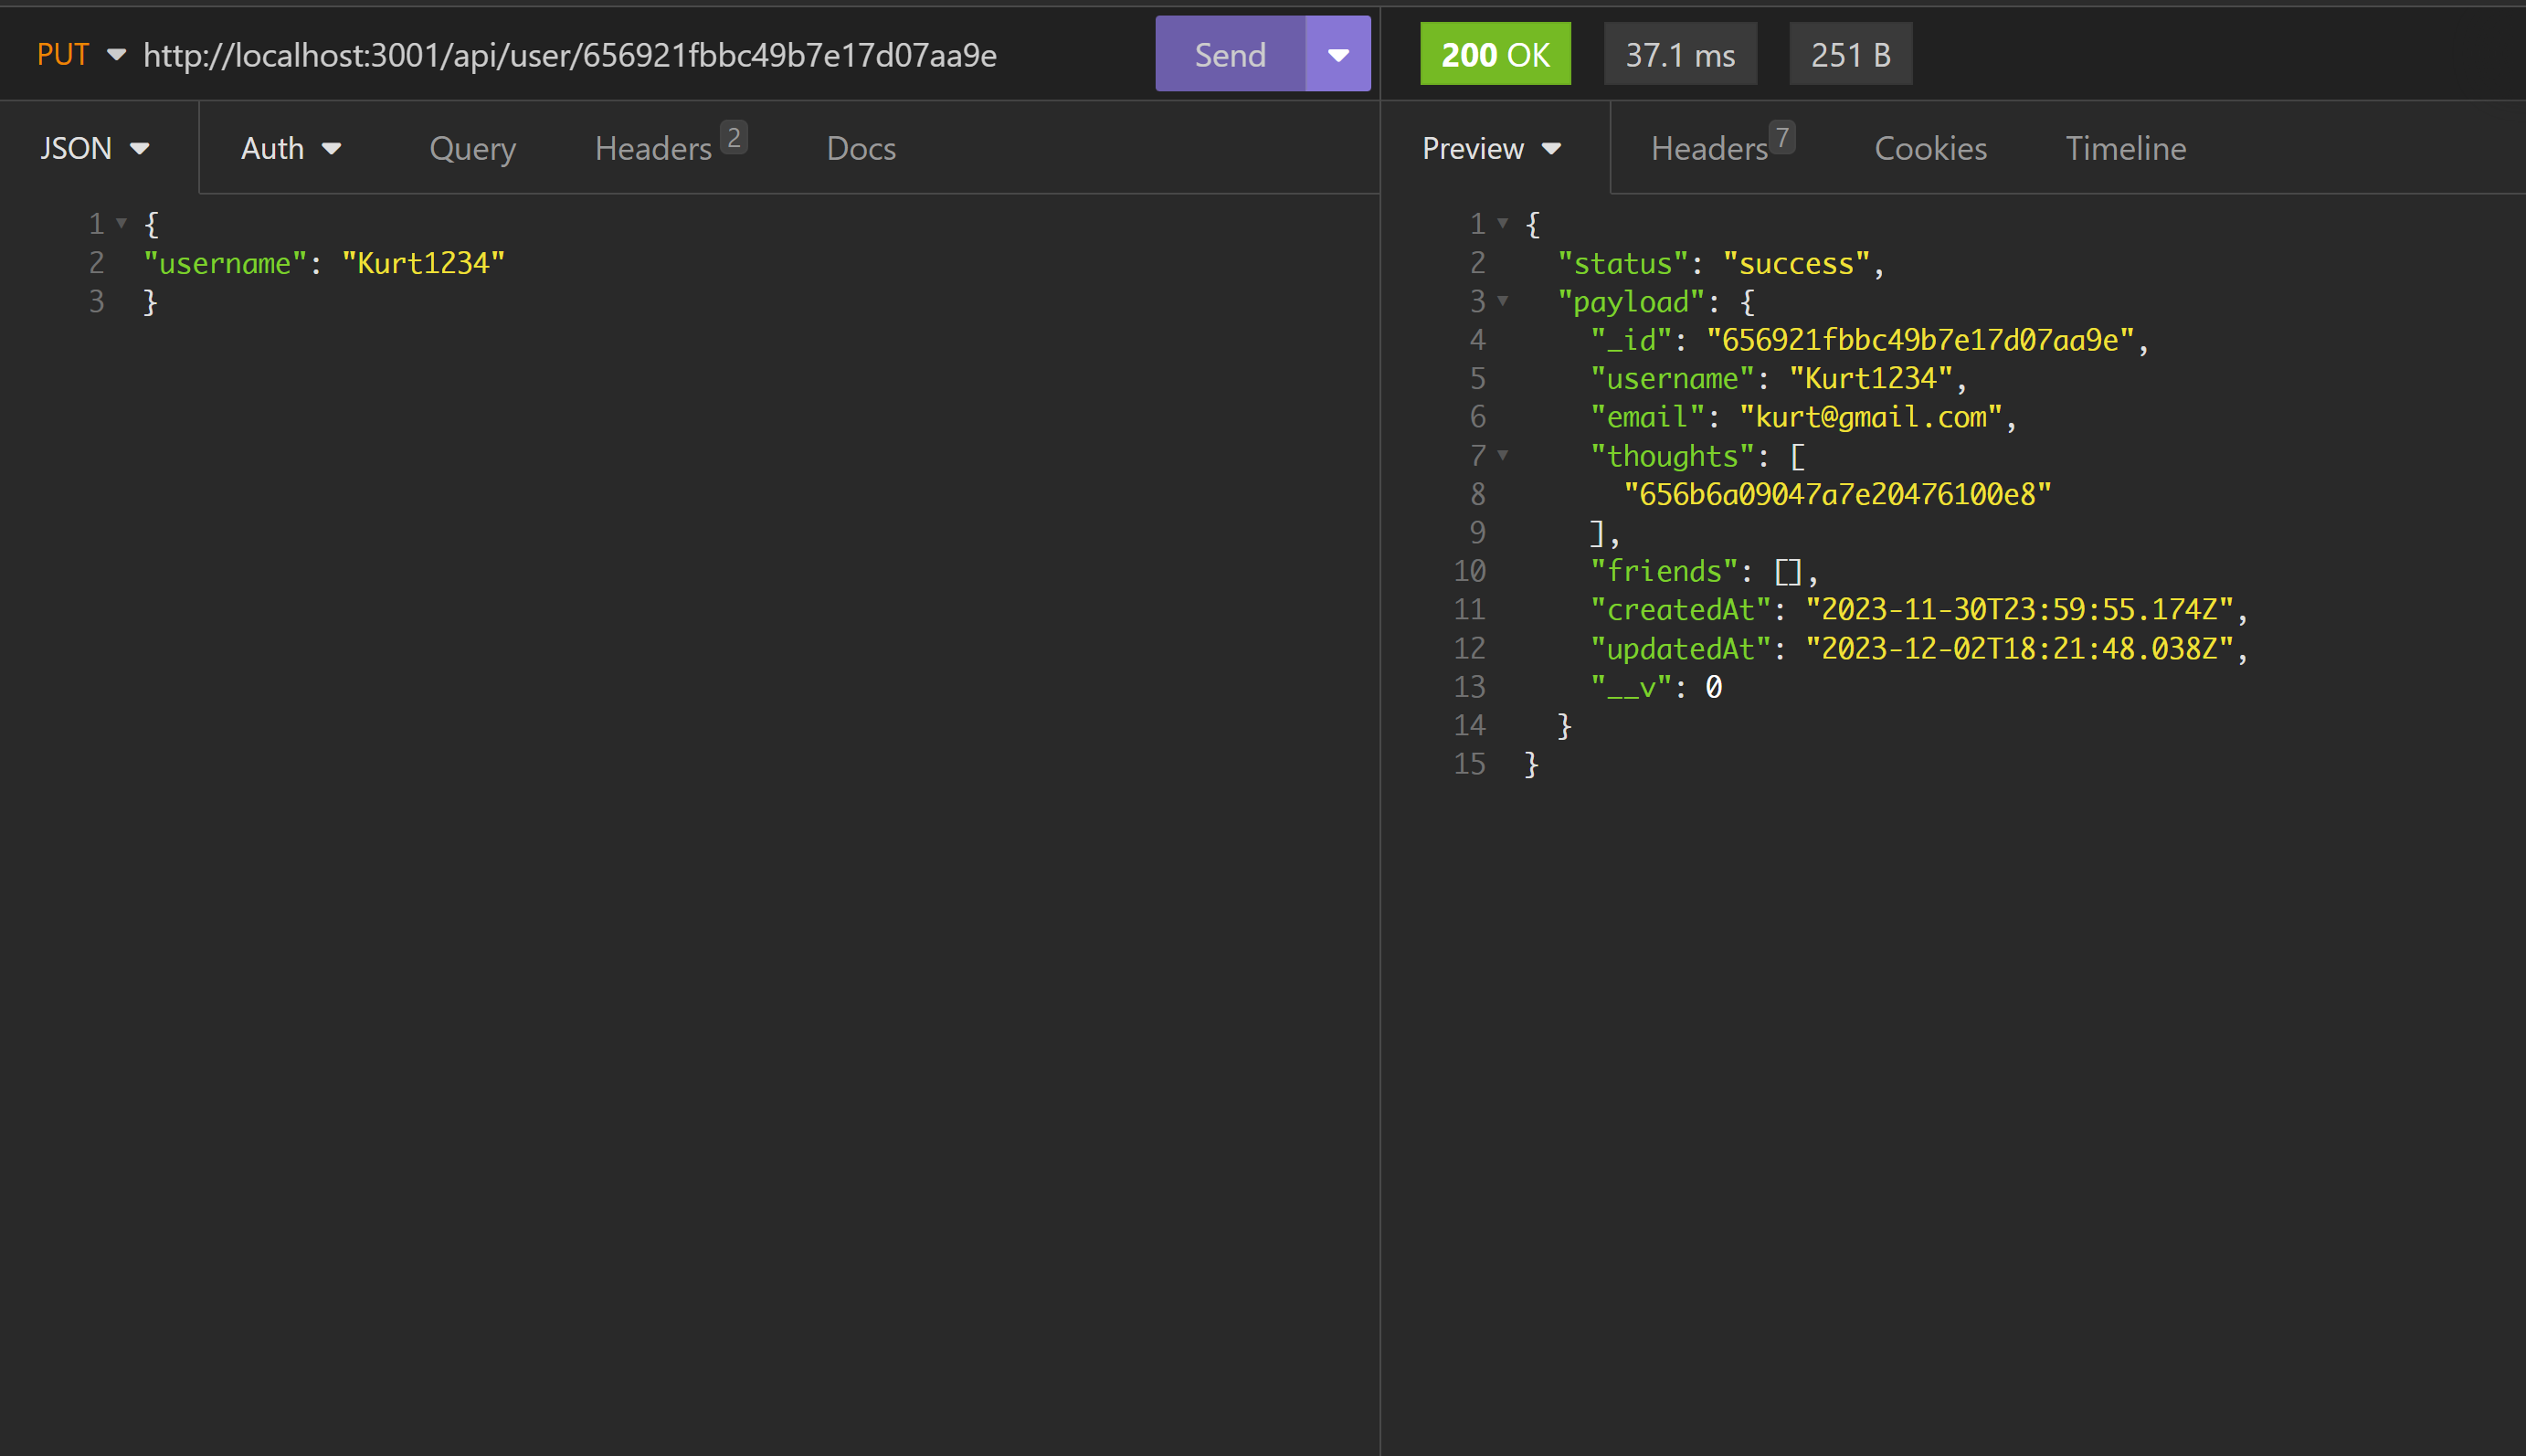 PUT http://localhost:3001/api/user/656921fbbc49b7e17d07aa9e Send
200 OK 37.1 ms 251 B
JSON Auth Query Headers 2 Docs
Preview Headers 7 Cookies Timeline
1 {
2 "username": "Kurt1234"
3 }
1 {
2 "status": "success",
3 "payload": {
4 "_id": "656921fbbc49b7e17d07aa9e",
5 "username": "Kurt1234",
6 "email": "kurt@gmail.com",
7 "thoughts": [
8 "656b6a09047a7e20476100e8"
9 ],
10 "friends": [],
11 "createdAt": "2023-11-30T23:59:55.174Z",
12 "updatedAt": "2023-12-02T18:21:48.038Z",
13 "__v": 0
14 }
15 }